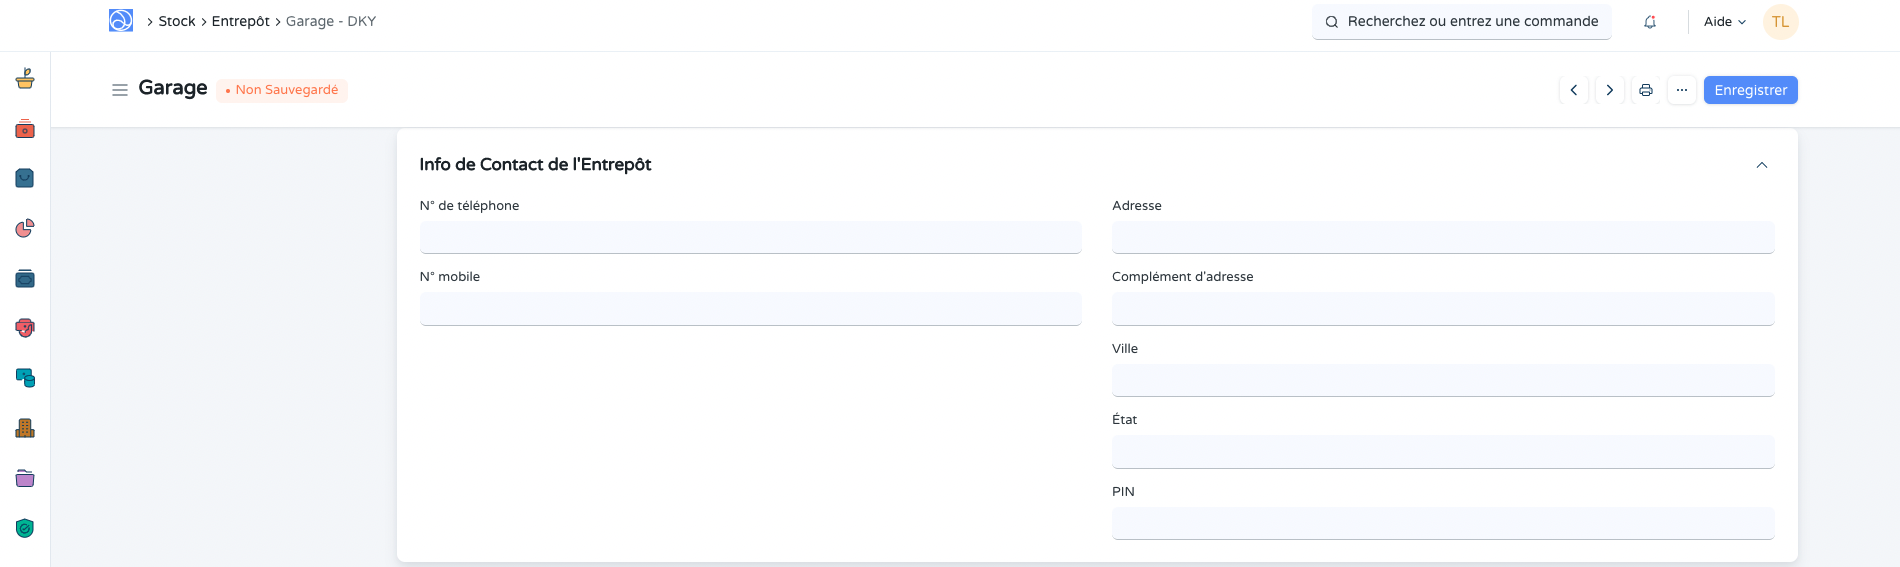 Stock Entrepôt Garage - DKY
Recherchez ou entrez une commande
Aide
TL
Garage
Non Sauvegardé
Enregistrer
Info de Contact de l'Entrepôt
N° de téléphone
N° mobile
Adresse
Complément d'adresse
Ville
État
PIN